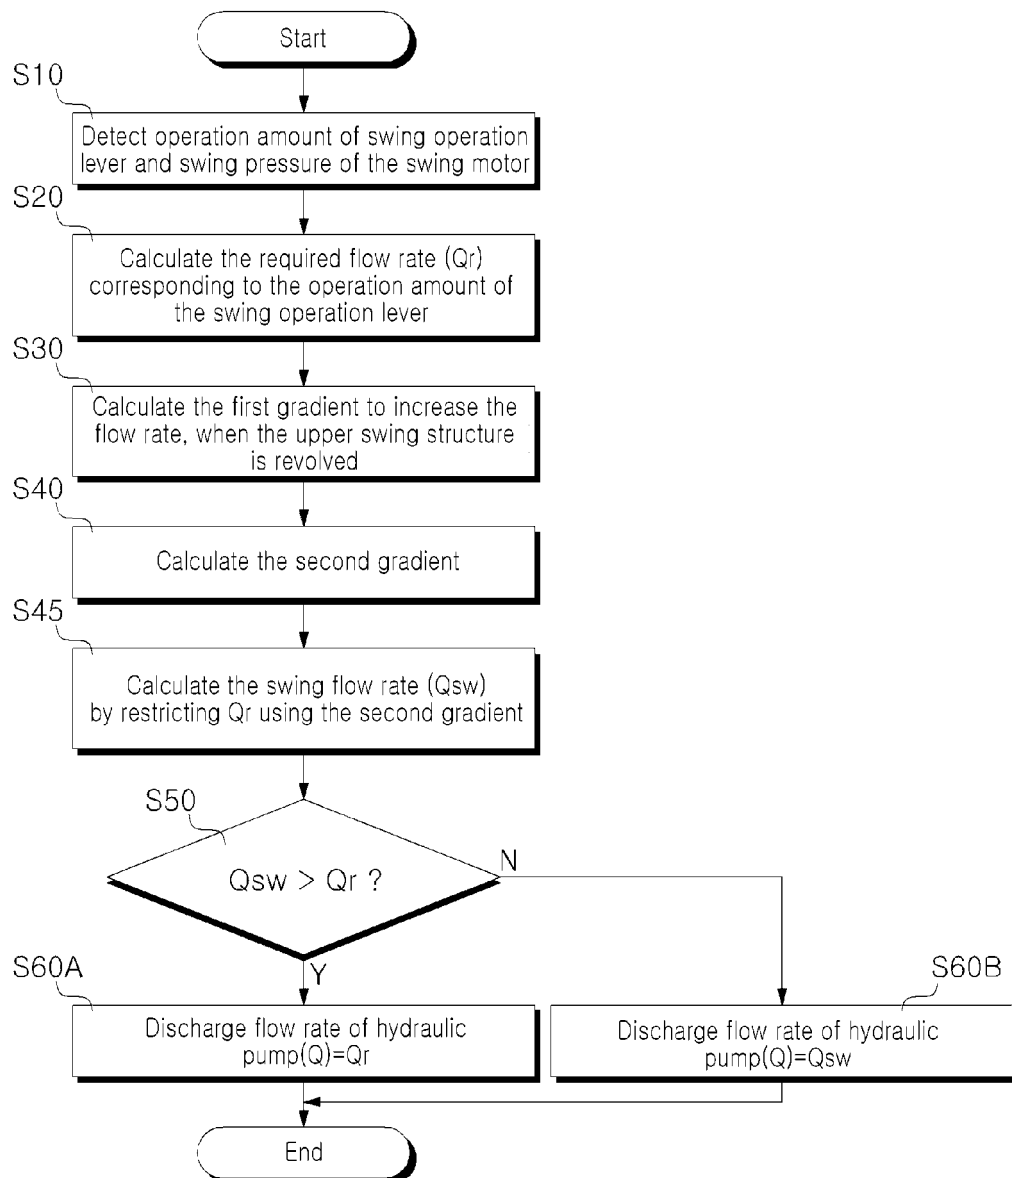 Start
S10
Detect operation amount of swing operation
lever and swing pressure of the swing motor
S20
Calculate the required flow rate (Qr)
corresponding to the operation amount of
the swing operation lever
S30
Calculate the first gradient to increase the
flow rate, when the upper swing structure
is revolved
S40
Calculate the second gradient
S45
Calculate the swing flow rate (Qsw)
by restricting Qr using the second gradient
S50
Qsw > Qr ?
N
Y
S60A
Discharge flow rate of hydraulic
pump(Q)=Qr
S60B
Discharge flow rate of hydraulic
pump(Q)=Qsw
End